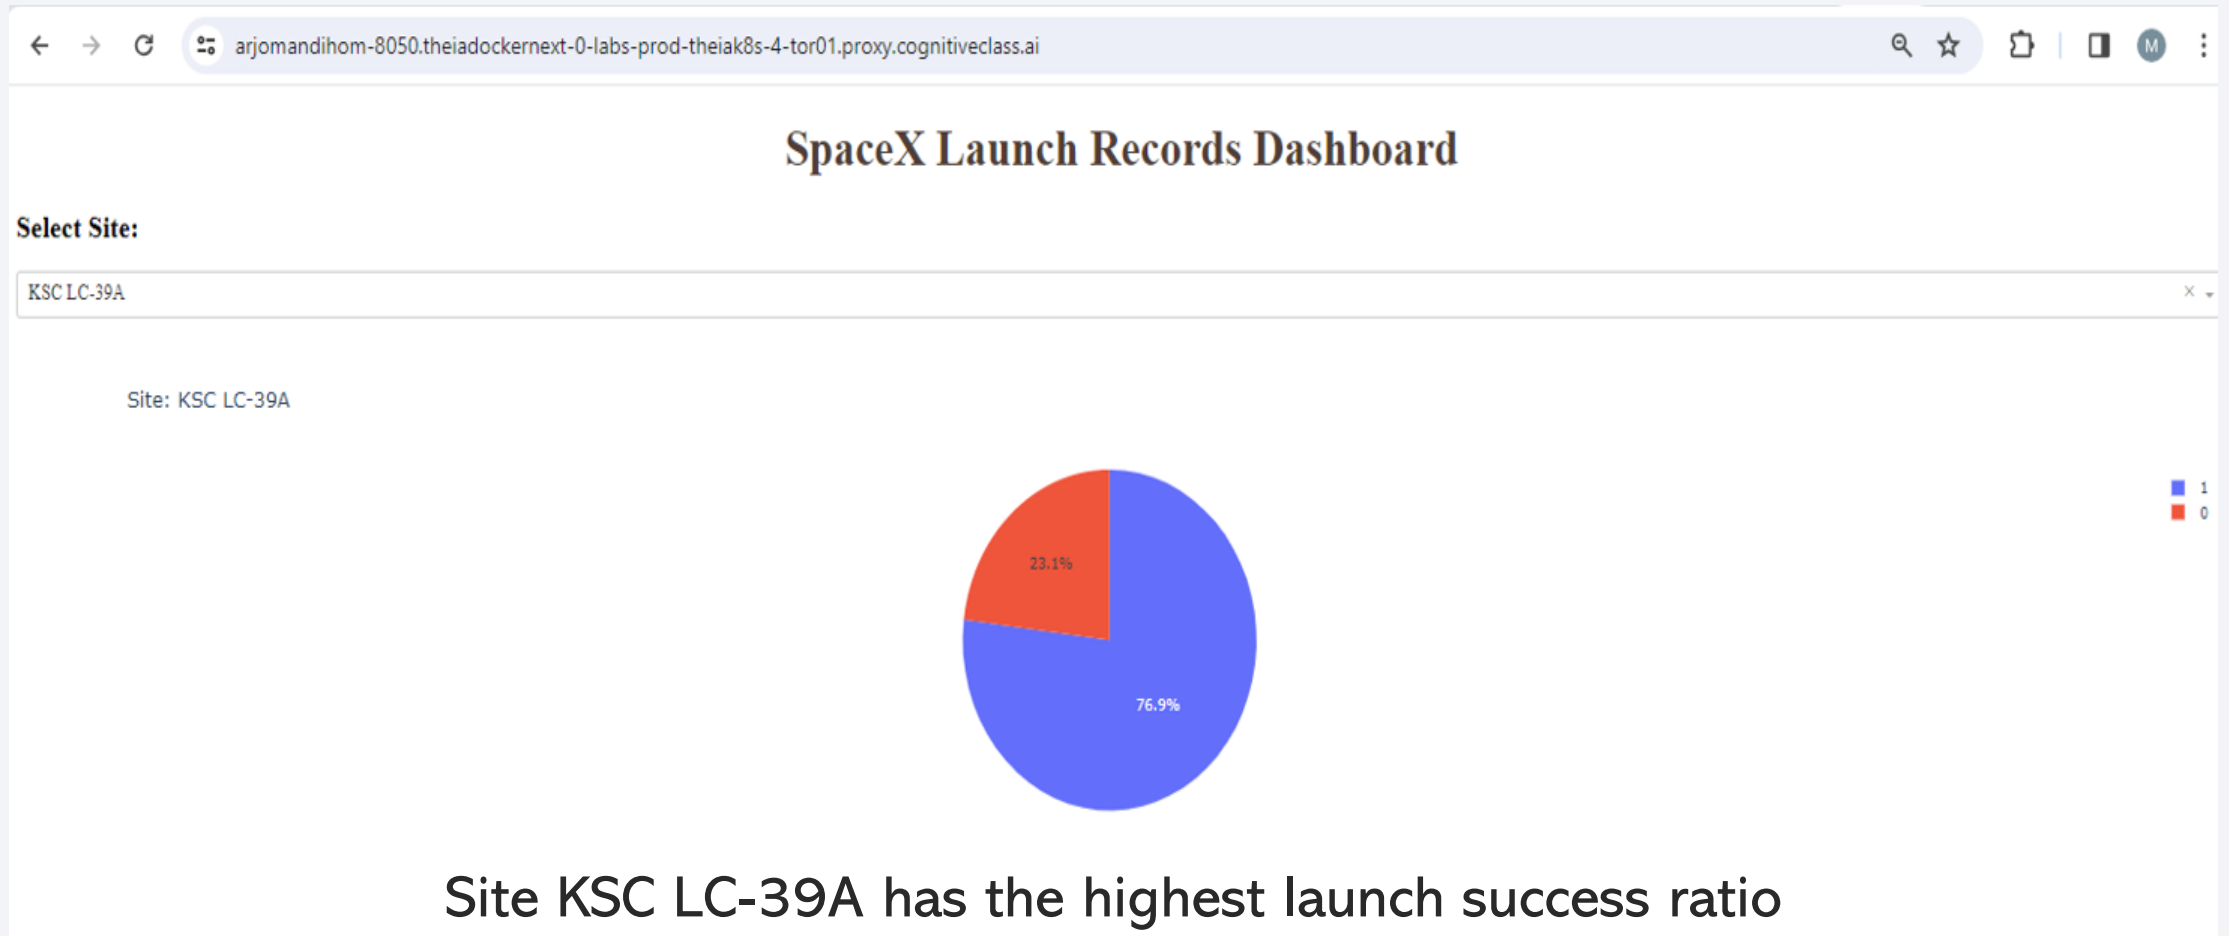 arjomandihom-8050.theiadockernext-0-labs-prod-theiak8s-4-tor01.proxy.cognitiveclass.ai
M
SpaceX Launch Records Dashboard
Select Site:
KSC LC-39A
Site: KSC LC-39A
1
0
23.1%
76.9%
Site KSC LC-39A has the highest launch success ratio